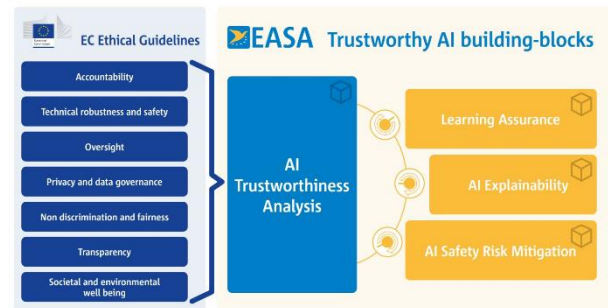 EC Ethical Guidelines
Accountability
Technical robustness and safety
Oversight
Privacy and data governance
Non discrimination and fairness
Transparency
Societal and environmental
well being
EASA Trustworthy AI building-blocks
AI
Trustworthiness
Analysis
Learning Assurance
AI Explainability
AI Safety Risk Mitigation